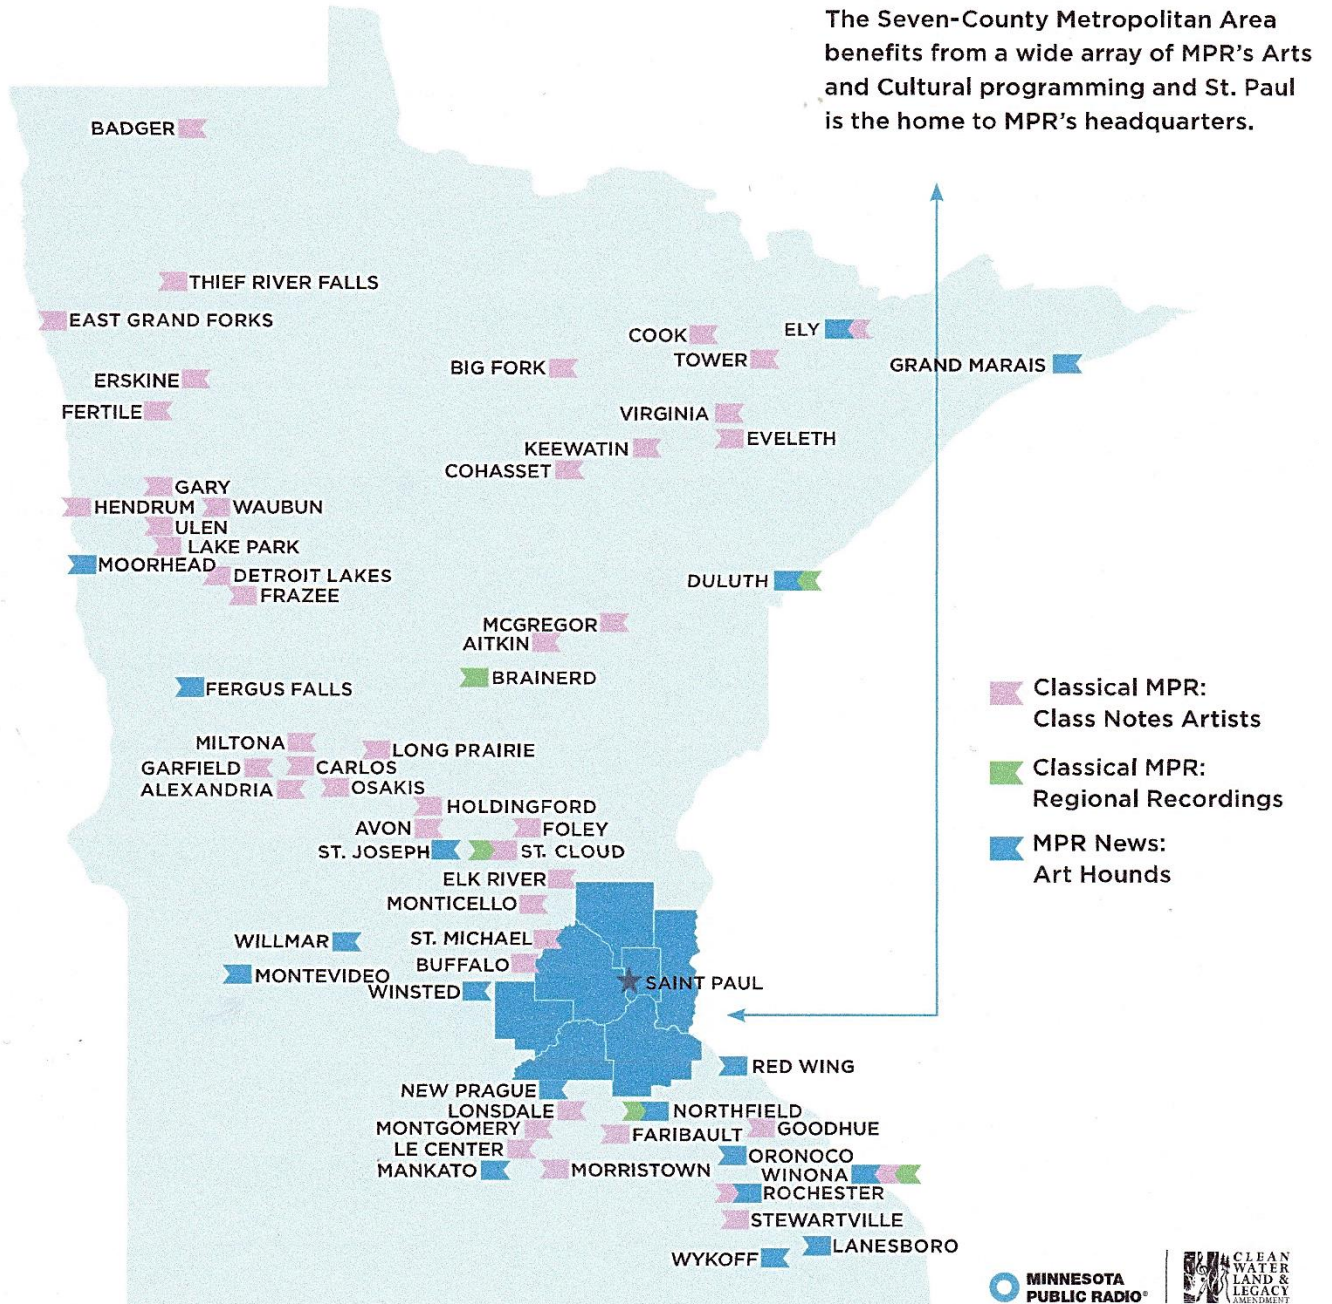 The Seven-County Metropolitan Area
benefits from a wide array of MPR's Arts
and Cultural programming and St. Paul
is the home to MPR's headquarters.
BADGER
THIEF RIVER FALLS
EAST GRAND FORKS
COOK
ELY
TOWER
GRAND MARAIS
BIG FORK
ERSKINE
FERTILE
VIRGINIA
EVELETH
KEEWATIN
COHASSET
GARY
HENDRUM
WAUBUN
ULEN
LAKE PARK
MOORHEAD
DETROIT LAKES
FRAZEE
DULUTH
MCGREGOR
AITKIN
BRAINERD
FERGUS FALLS
Classical MPR:
Class Notes Artists
Classical MPR:
Regional Recordings
MPR News:
Art Hounds
MILTONA
LONG PRAIRIE
GARFIELD
CARLOS
ALEXANDRIA
OSAKIS
HOLDINGFORD
AVON
FOLEY
ST. JOSEPH
ST. CLOUD
ELK RIVER
MONTICELLO
WILLMAR
ST. MICHAEL
BUFFALO
MONTEVIDEO
WINSTED
SAINT PAUL
RED WING
NEW PRAGUE
LONSDALE
NORTHFIELD
MONTGOMERY
FARIBAULT
GOODHUE
LE CENTER
ORONOCO
MANKATO
MORRISTOWN
WINONA
ROCHESTER
STEWARTVILLE
LANESBORO
WYKOFF
MINNESOTA
PUBLIC RADIO®
CLEAN
WATER
LAND &
LEGACY
AMENDMENT